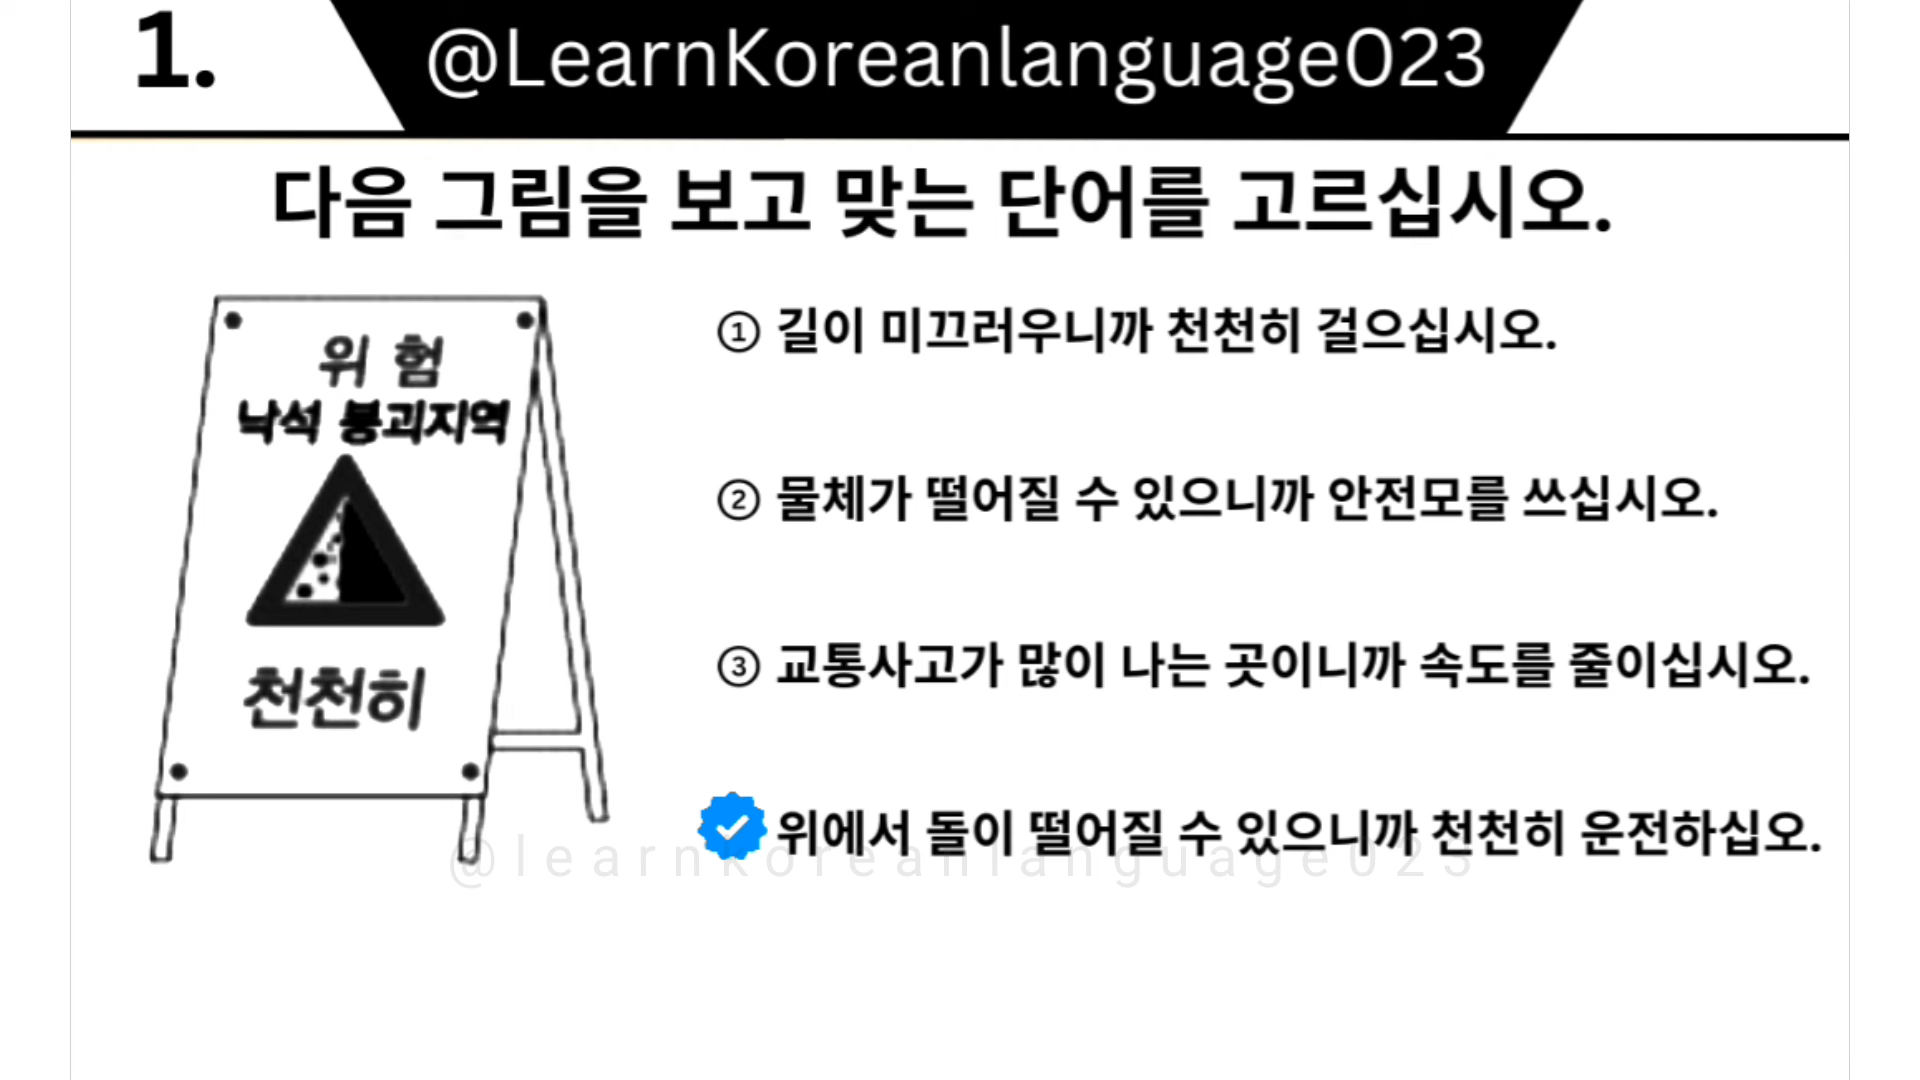 1.
@LearnKoreanlanguage023
다음 그림을 보고 맞는 단어를 고르십시오.
위 험
낙석 붕괴지역
천천히
① 길이 미끄러우니까 천천히 걸으십시오.
② 물체가 떨어질 수 있으니까 안전모를 쓰십시오.
③ 교통사고가 많이 나는 곳이니까 속도를 줄이십시오.
위에서 돌이 떨어질 수 있으니까 천천히 운전하십오.
@learnkoreanlanguage023